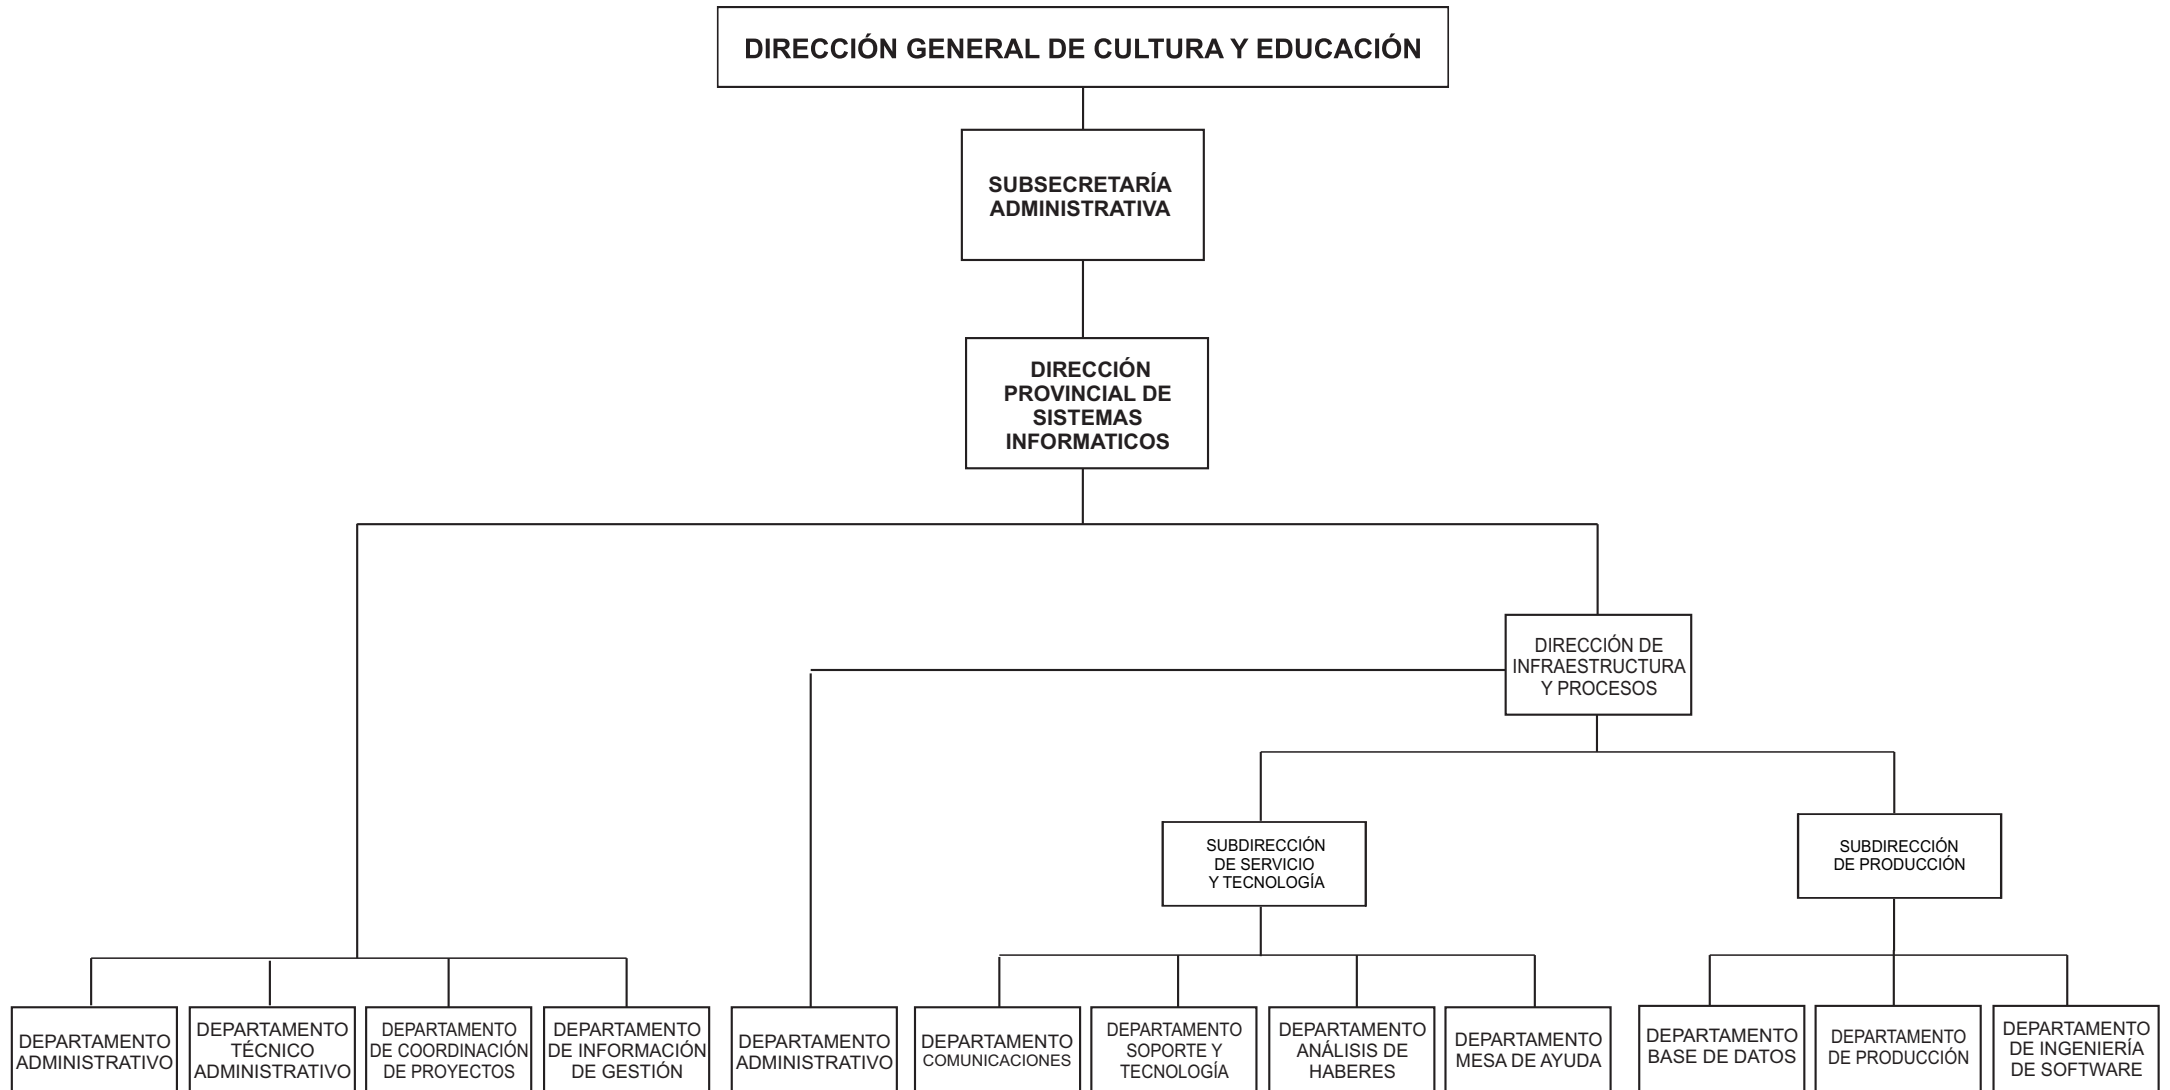 DIRECCIÓN GENERAL DE CULTURA Y EDUCACIÓN
SUBSECRETARÍA
ADMINISTRATIVA
DIRECCIÓN
PROVINCIAL DE
SISTEMAS
INFORMATICOS
DIRECCIÓN DE
INFRAESTRUCTURA
Y PROCESOS
SUBDIRECCIÓN
DE SERVICIO
Y TECNOLOGÍA
SUBDIRECCIÓN
DE PRODUCCIÓN
DEPARTAMENTO
ADMINISTRATIVO
DEPARTAMENTO
TÉCNICO
ADMINISTRATIVO
DEPARTAMENTO
DE COORDINACIÓN
DE PROYECTOS
DEPARTAMENTO
DE INFORMACIÓN
DE GESTIÓN
DEPARTAMENTO
ADMINISTRATIVO
DEPARTAMENTO
COMUNICACIONES
DEPARTAMENTO
SOPORTE Y
TECNOLOGÍA
DEPARTAMENTO
ANÁLISIS DE
HABERES
DEPARTAMENTO
MESA DE AYUDA
DEPARTAMENTO
BASE DE DATOS
DEPARTAMENTO
DE PRODUCCIÓN
DEPARTAMENTO
DE INGENIERÍA
DE SOFTWARE